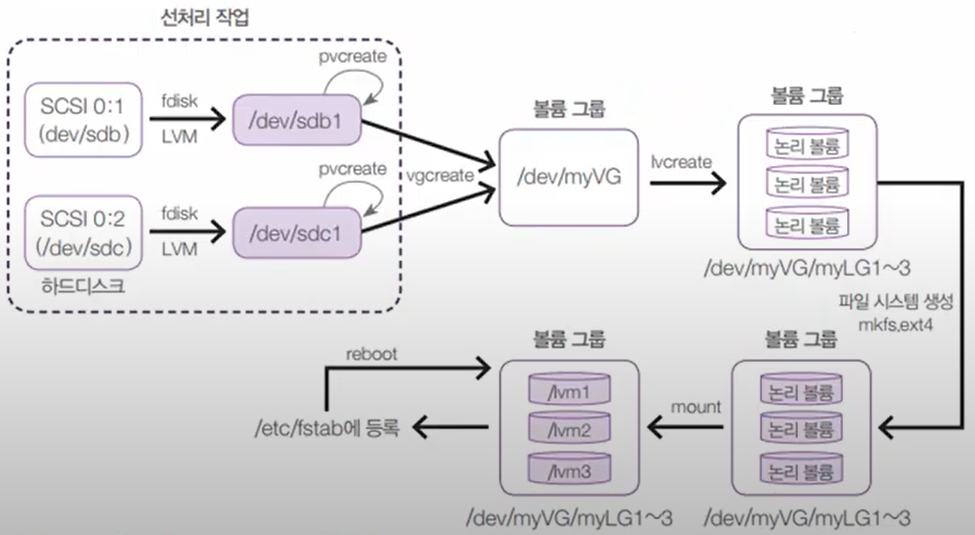 선처리 작업
SCSI 0:1
(dev/sdb)
fdisk
LVM
pvcreate
/dev/sdb1
SCSI 0:2
(/dev/sdc)
하드디스크
fdisk
LVM
pvcreate
/dev/sdc1
vgcreate
볼륨 그룹
/dev/myVG
lvcreate
볼륨 그룹
논리 볼륨
논리 볼륨
논리 볼륨
/dev/myVG/myLG1~3
파일 시스템 생성
mkfs.ext4
볼륨 그룹
논리 볼륨
논리 볼륨
논리 볼륨
/dev/myVG/myLG1~3
mount
볼륨 그룹
/lvm1
/lvm2
/lvm3
/dev/myVG/myLG1~3
/etc/fstab에 등록
reboot